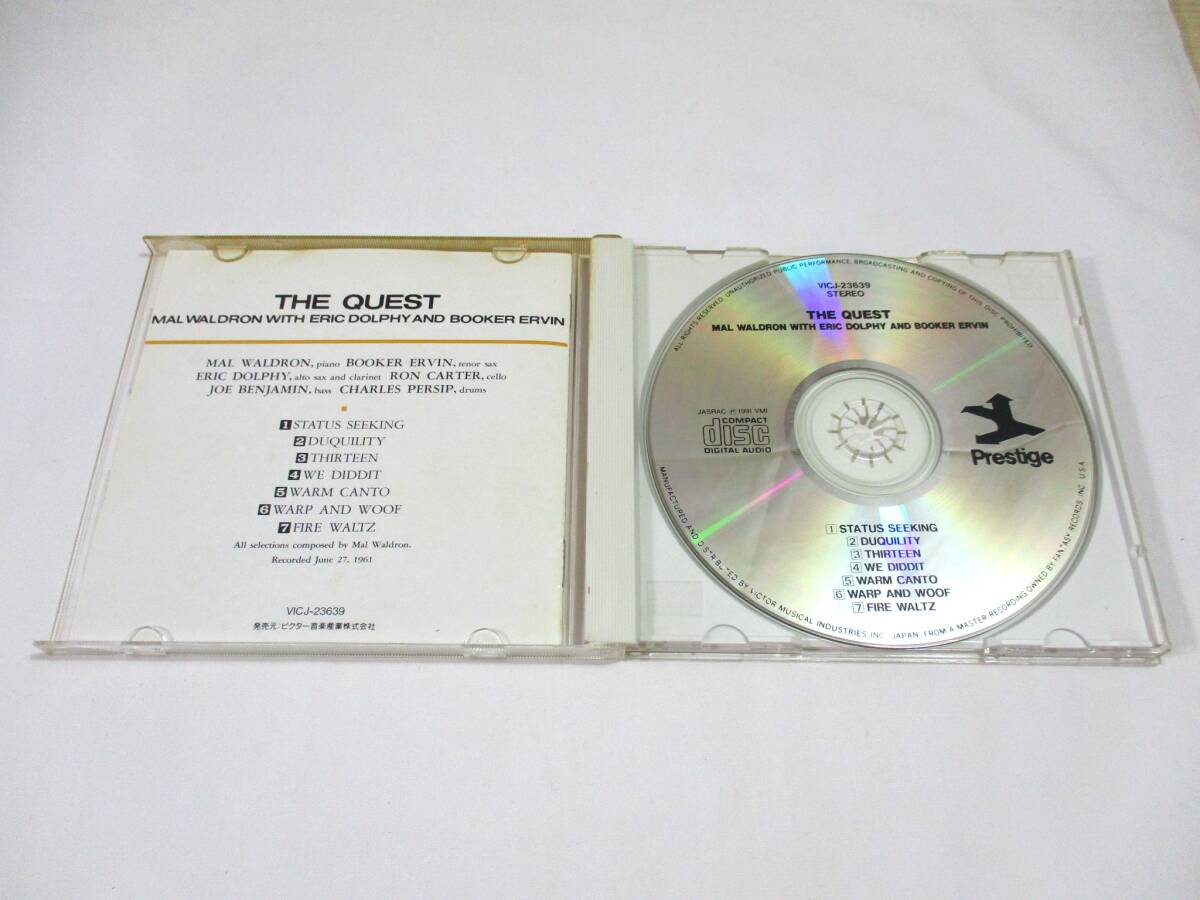 THE QUEST
MAL WALDRON WITH ERIC DOLPHY AND BOOKER ERVIN
MAL WALDRON, piano BOOKER ERVIN, tenor sax
ERIC DOLPHY, alto sax and clarinet RON CARTER, cello
JOE BENJAMIN, bass CHARLES PERSIP, drums
1 STATUS SEEKING
2 DUQUILITY
3 THIRTEEN
4 WE DIDDIT
5 WARM CANTO
6 WARP AND WOOF
7 FIRE WALTZ
All selections composed by Mal Waldron.
Recorded June 27, 1961
VICJ-23639
発売元:ビクター音楽産業株式会社
ALL RIGHTS RESERVED. UNAUTHORIZED PUBLIC PERFORMANCE, BROADCASTING AND COPYING OF THIS DISC PROHIBITED
VICJ-23639
STEREO
THE QUEST
MAL WALDRON WITH ERIC DOLPHY AND BOOKER ERVIN
JASRAC ℗ 1991 VMI
COMPACT
disc
DIGITAL AUDIO
Prestige
1 STATUS SEEKING
2 DUQUILITY
3 THIRTEEN
4 WE DIDDIT
5 WARM CANTO
6 WARP AND WOOF
7 FIRE WALTZ
MANUFACTURED AND DISTRIBUTED BY VICTOR MUSICAL INDUSTRIES, INC. JAPAN. FROM A MASTER RECORDING OWNED BY FANTASY RECORDS, INC. U.S.A.